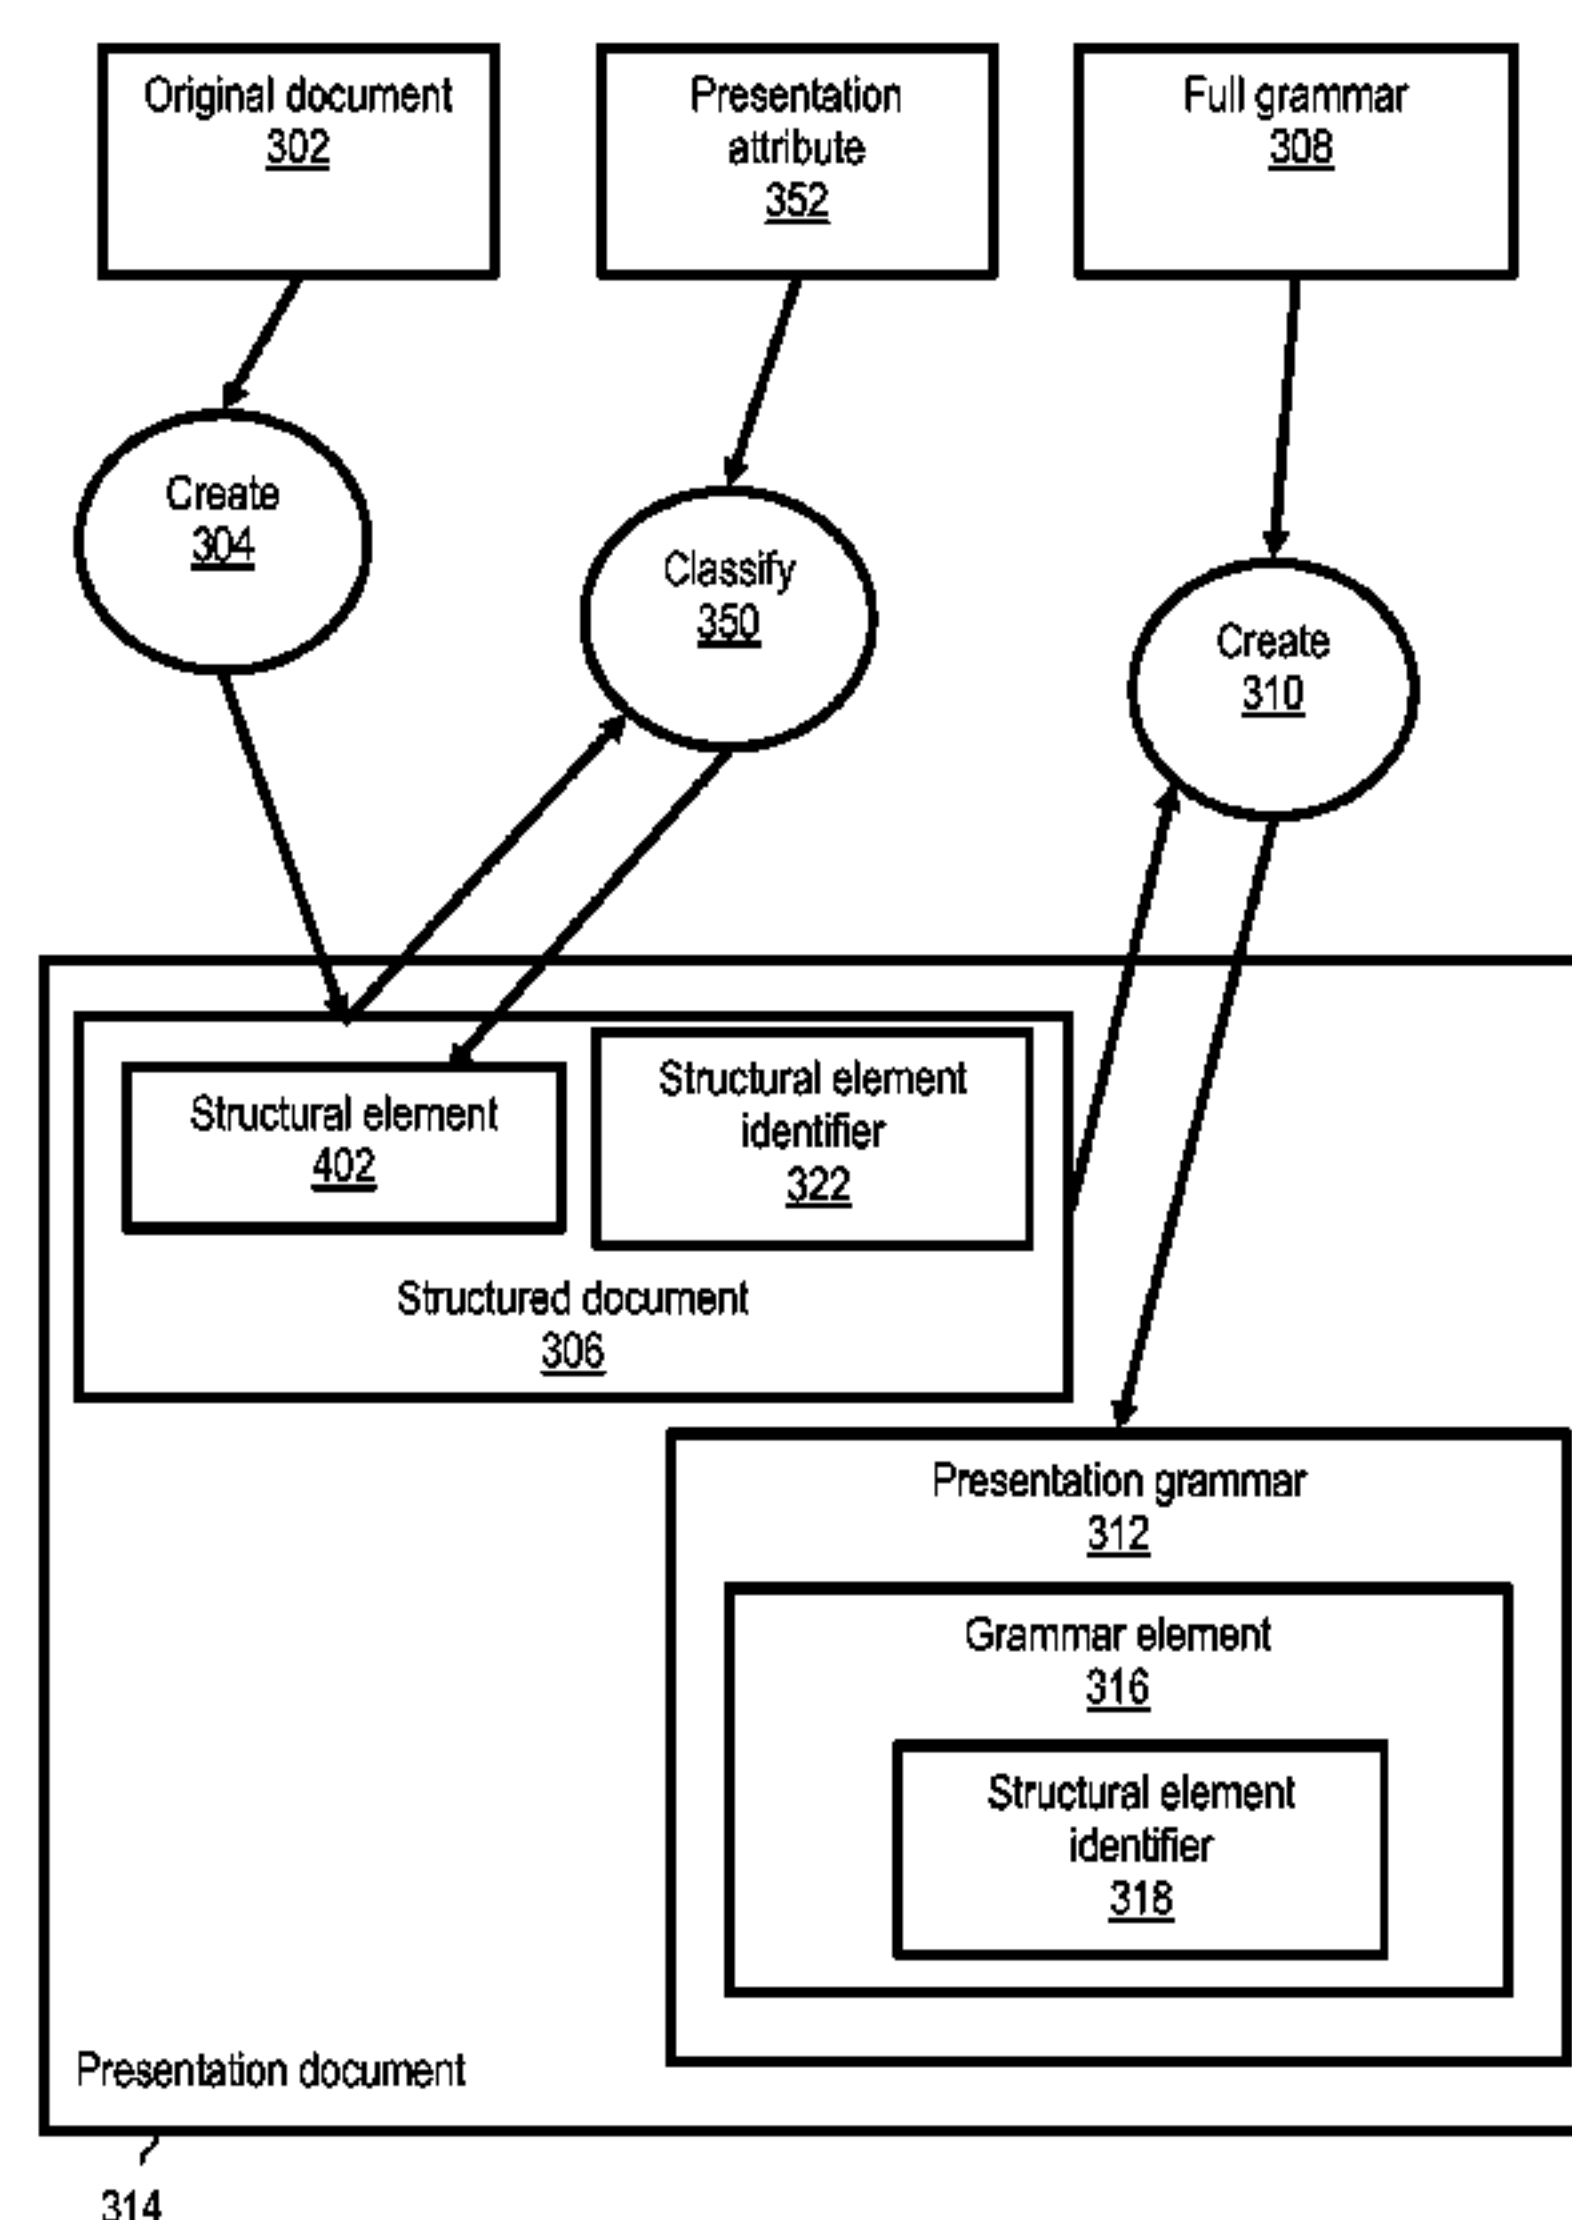 Original document
302
Presentation
attribute
352
Full grammar
308
Create
304
Classify
350
Create
310
Structural element
402
Structural element
identifier
322
Structured document
306
Presentation grammar
312
Grammar element
316
Structural element
identifier
318
Presentation document
314